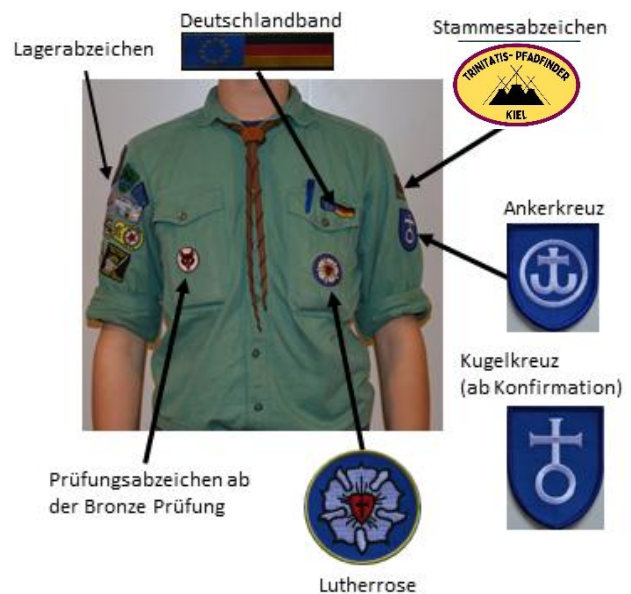 Deutschlandband
Lagerabzeichen
Stammesabzeichen
TRINITATIS-PFADFINDER
KIEL
Ankerkreuz
Kugelkreuz
(ab Konfirmation)
Prüfungsabzeichen ab
der Bronze Prüfung
Lutherrose